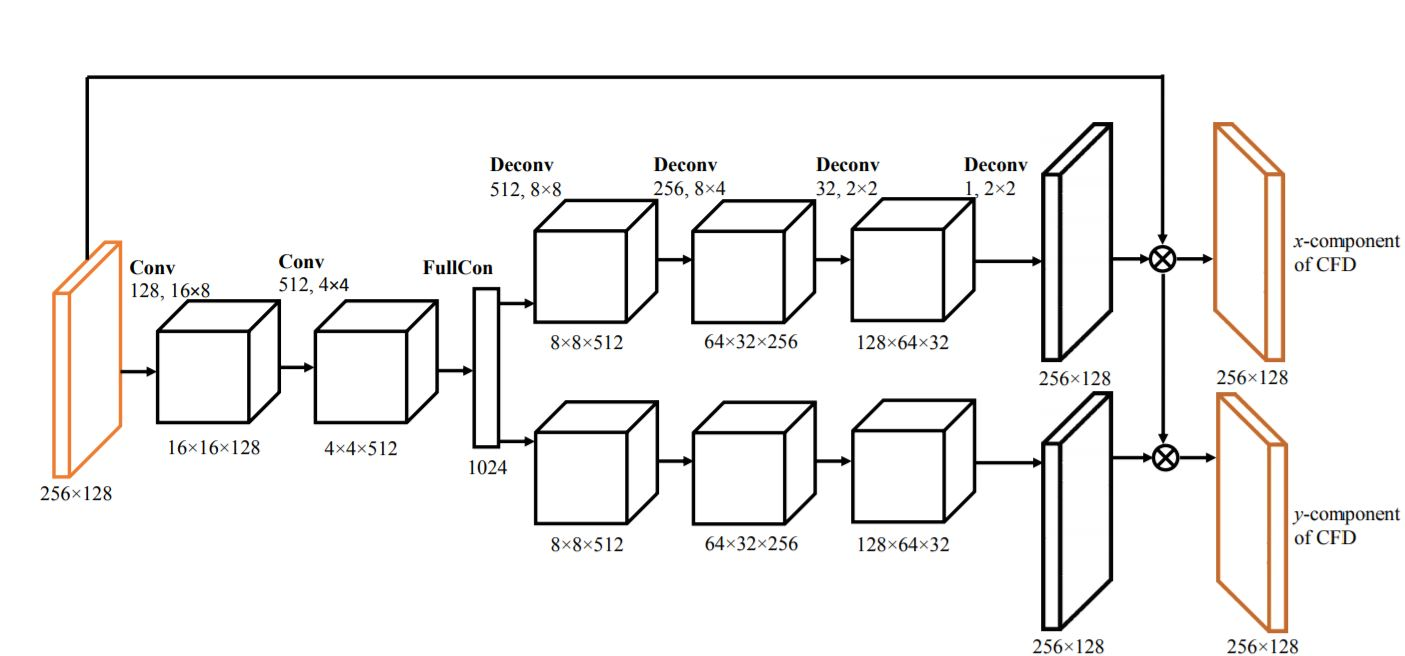 Deconv
512, 8×8
Deconv
256, 8×4
Deconv
32, 2×2
Deconv
1, 2×2
x-component
of CFD
Conv
128, 16×8
Conv
512, 4×4
FullCon
8×8×512
64×32×256
128×64×32
256×128
256×128
16×16×128
4×4×512
1024
256×128
y-component
of CFD
8×8×512
64×32×256
128×64×32
256×128
256×128